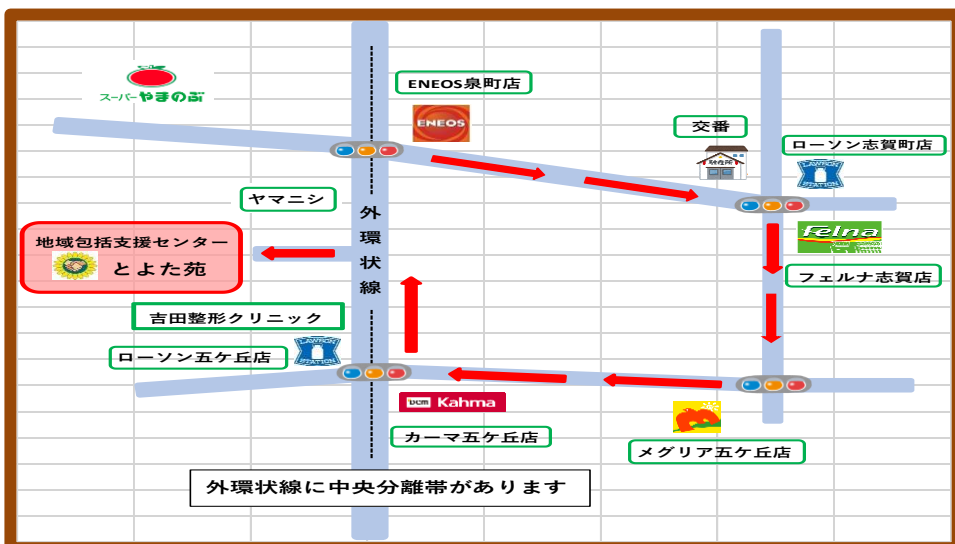 スーパーやまのぶ
ENEOS泉町店
ENEOS
交番
駐在所
ローソン志賀町店
LAWSON
STATION
ヤマニシ
外環状線
地域包括支援センター
とよた苑
Felna
フェルナ志賀店
吉田整形クリニック
ローソン五ケ丘店
LAWSON
STATION
DCM Kahma
カーマ五ケ丘店
メグリア五ケ丘店
外環状線に中央分離帯があります